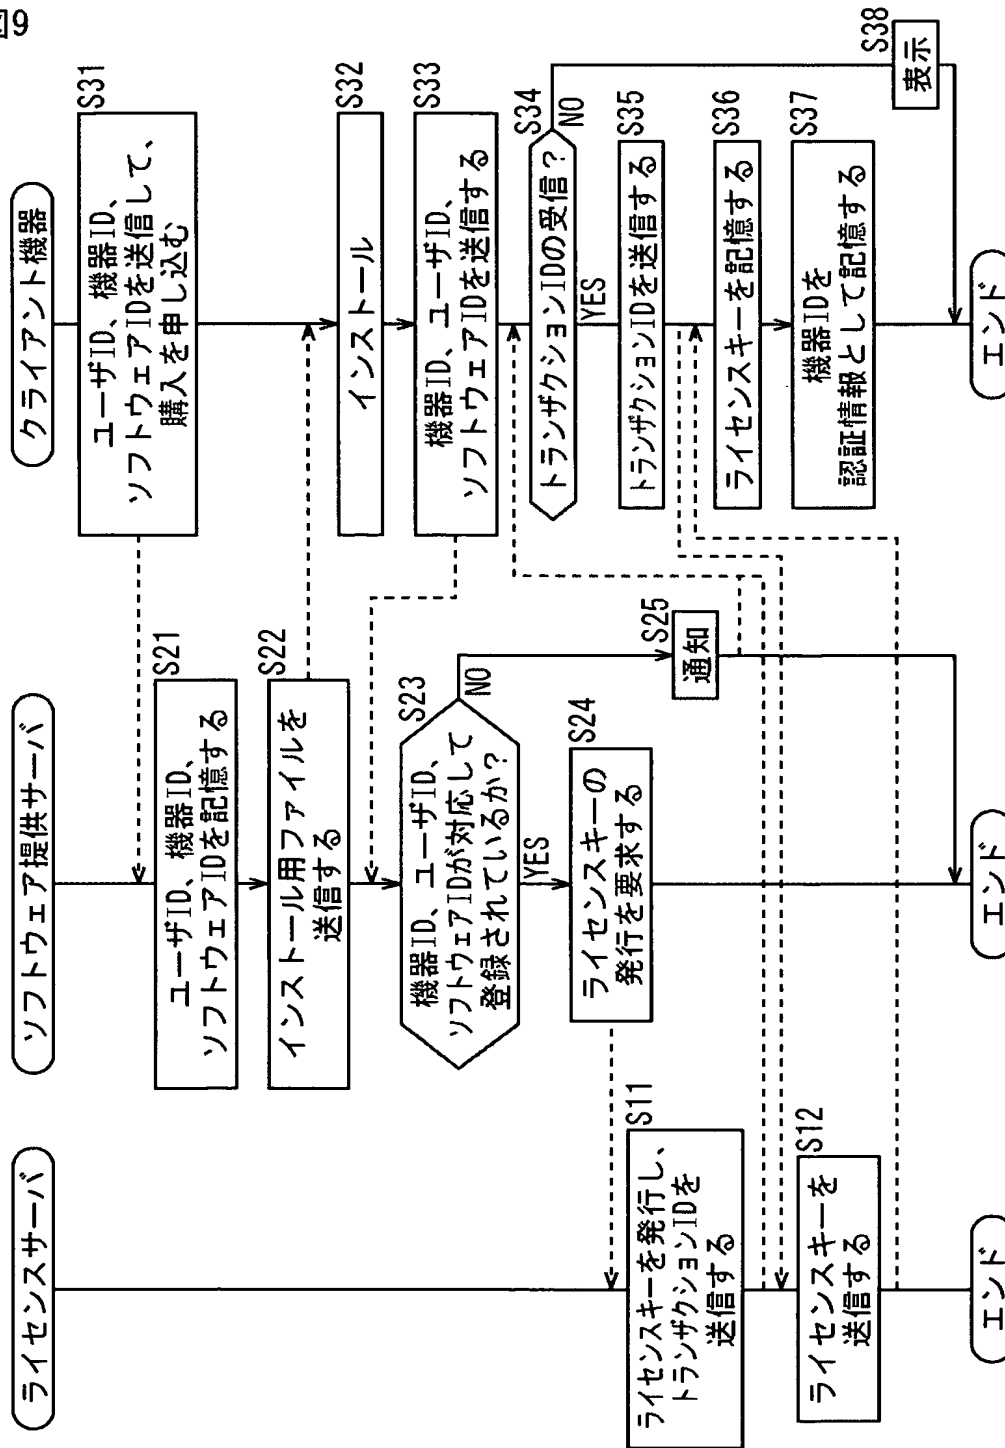 図9
ライセンスサーバ
ソフトウェア提供サーバ
クライアント機器
S31
ユーザID、機器ID、
ソフトウェアIDを送信して、
購入を申し込む
S21
ユーザID、機器ID、
ソフトウェアIDを記憶する
S22
インストール用ファイルを
送信する
S32
インストール
S33
機器ID、ユーザID、
ソフトウェアIDを送信する
S23
機器ID、ユーザID、
ソフトウェアIDが対応して
登録されているか?
NO
YES
S25
通知
S24
ライセンスキーの
発行を要求する
S11
ライセンスキーを発行し、
トランザクションIDを
送信する
S34
トランザクションIDの受信?
NO
YES
S35
トランザクションIDを送信する
S12
ライセンスキーを
送信する
S36
ライセンスキーを記憶する
S37
機器IDを
認証情報として記憶する
S38
表示
エンド
エンド
エンド